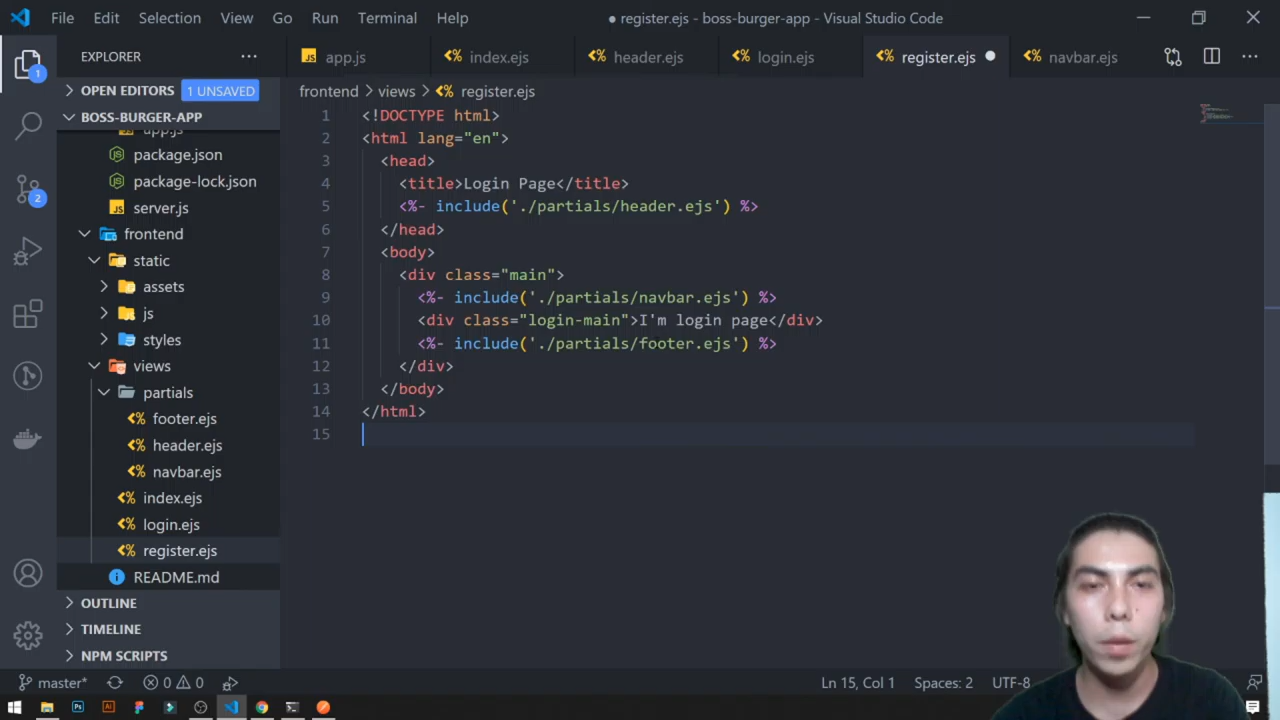 File Edit Selection View Go Run Terminal Help
● register.ejs - boss-burger-app - Visual Studio Code
EXPLORER
app.js
index.ejs
header.ejs
login.ejs
register.ejs
navbar.ejs
1
OPEN EDITORS 1 UNSAVED
frontend > views > register.ejs
BOSS-BURGER-APP
app.js
package.json
package-lock.json
2
server.js
frontend
static
assets
js
styles
views
partials
footer.ejs
header.ejs
navbar.ejs
index.ejs
login.ejs
register.ejs
README.md
OUTLINE
TIMELINE
NPM SCRIPTS
1 <!DOCTYPE html>
2 <html lang="en">
3 <head>
4 <title>Login Page</title>
5 <%- include('./partials/header.ejs') %>
6 </head>
7 <body>
8 <div class="main">
9 <%- include('./partials/navbar.ejs') %>
10 <div class="login-main">I'm login page</div>
11 <%- include('./partials/footer.ejs') %>
12 </div>
13 </body>
14 </html>
15
master* 0 0 Ln 15, Col 1 Spaces: 2 UTF-8
Ps Ai